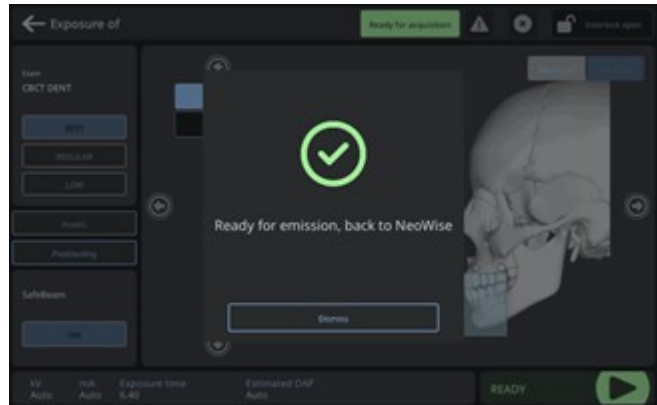 Exposure of
Ready for acquisition
Interlock open
Exam
CBCT DENT
BEST
REGULAR
LOW
Positioning
SafeBeam
ON
Ready for emission, back to NeoWise
Dismiss
kV
Auto
mA
Auto
Exposure time
6.40
Estimated DAP
Auto
READY